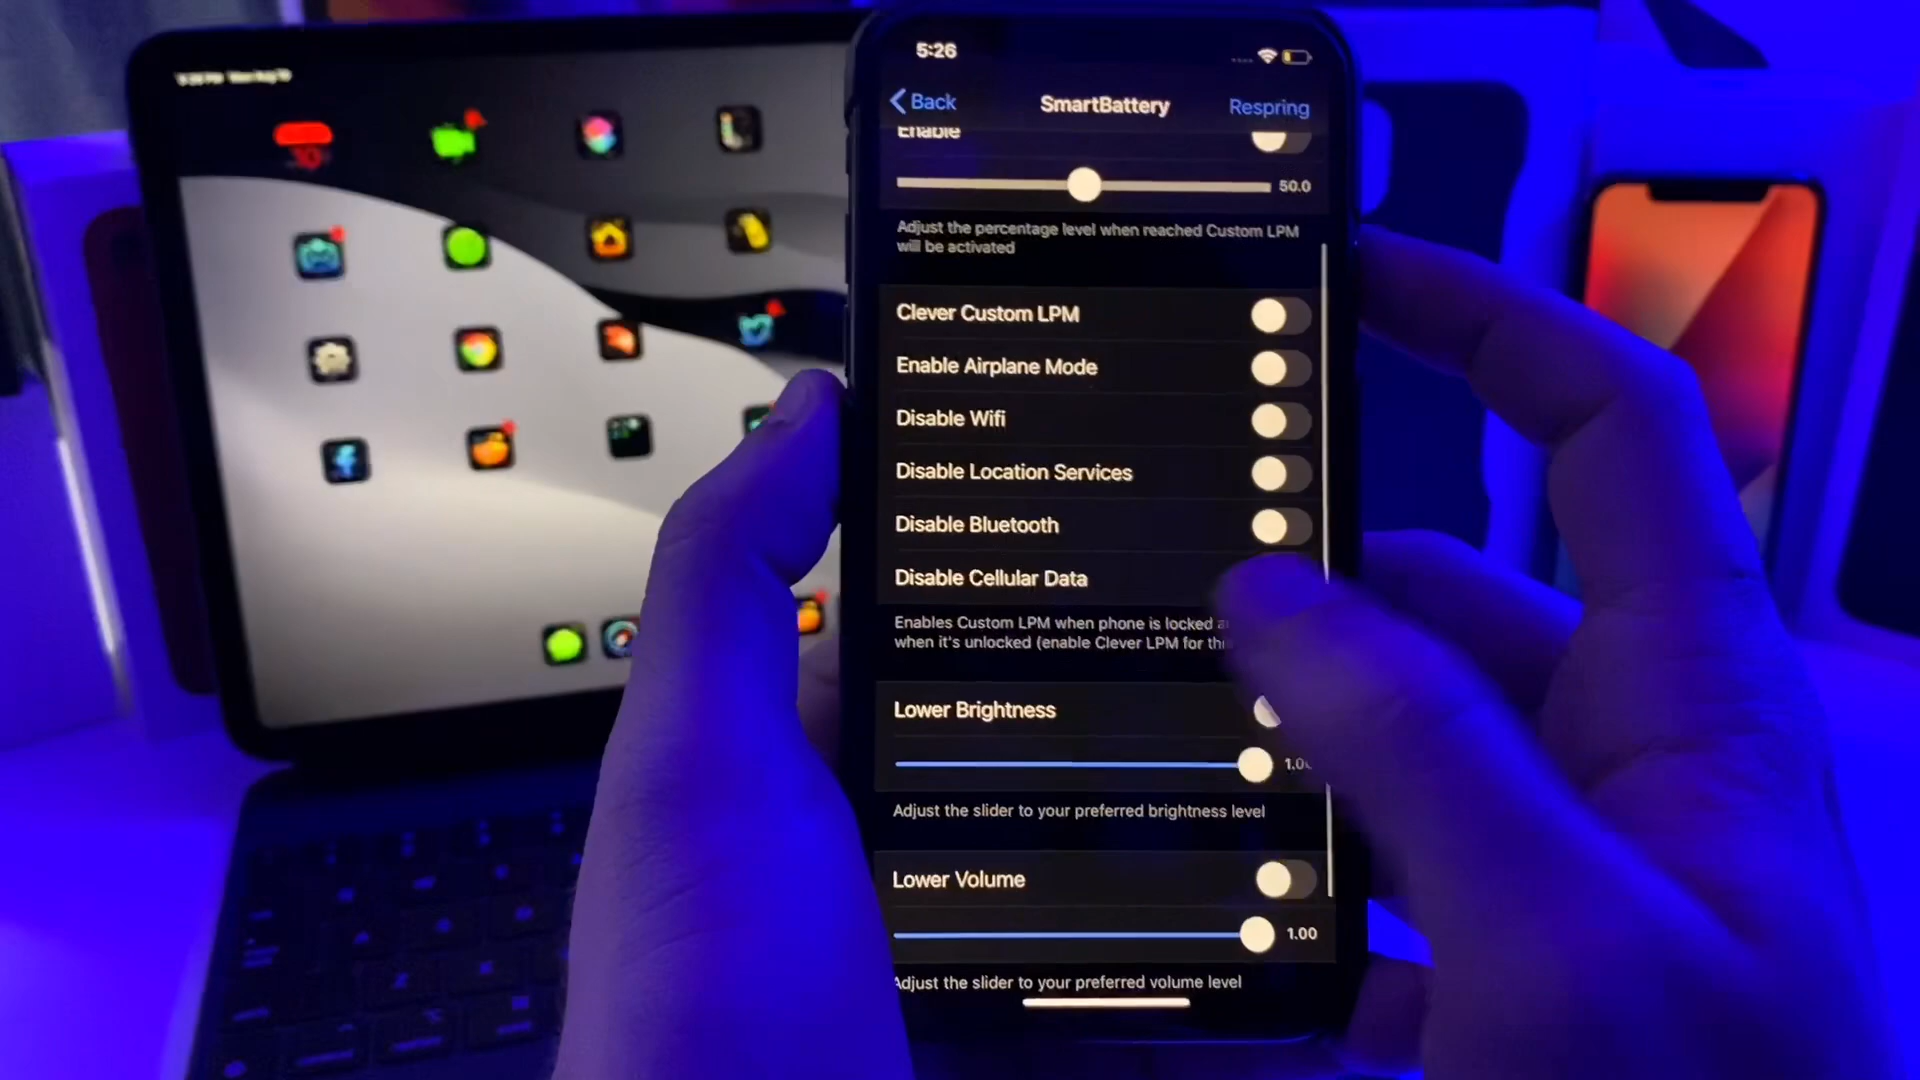 5:26
Back
SmartBattery
Respring
Enable
50.0
Adjust the percentage level when reached Custom LPM
will be activated
Clever Custom LPM
Enable Airplane Mode
Disable Wifi
Disable Location Services
Disable Bluetooth
Disable Cellular Data
Enables Custom LPM when phone is locked
when it's unlocked (enable Clever LPM for
Lower Brightness
Adjust the slider to your preferred brightness level
Lower Volume
1.00
Adjust the slider to your preferred volume level